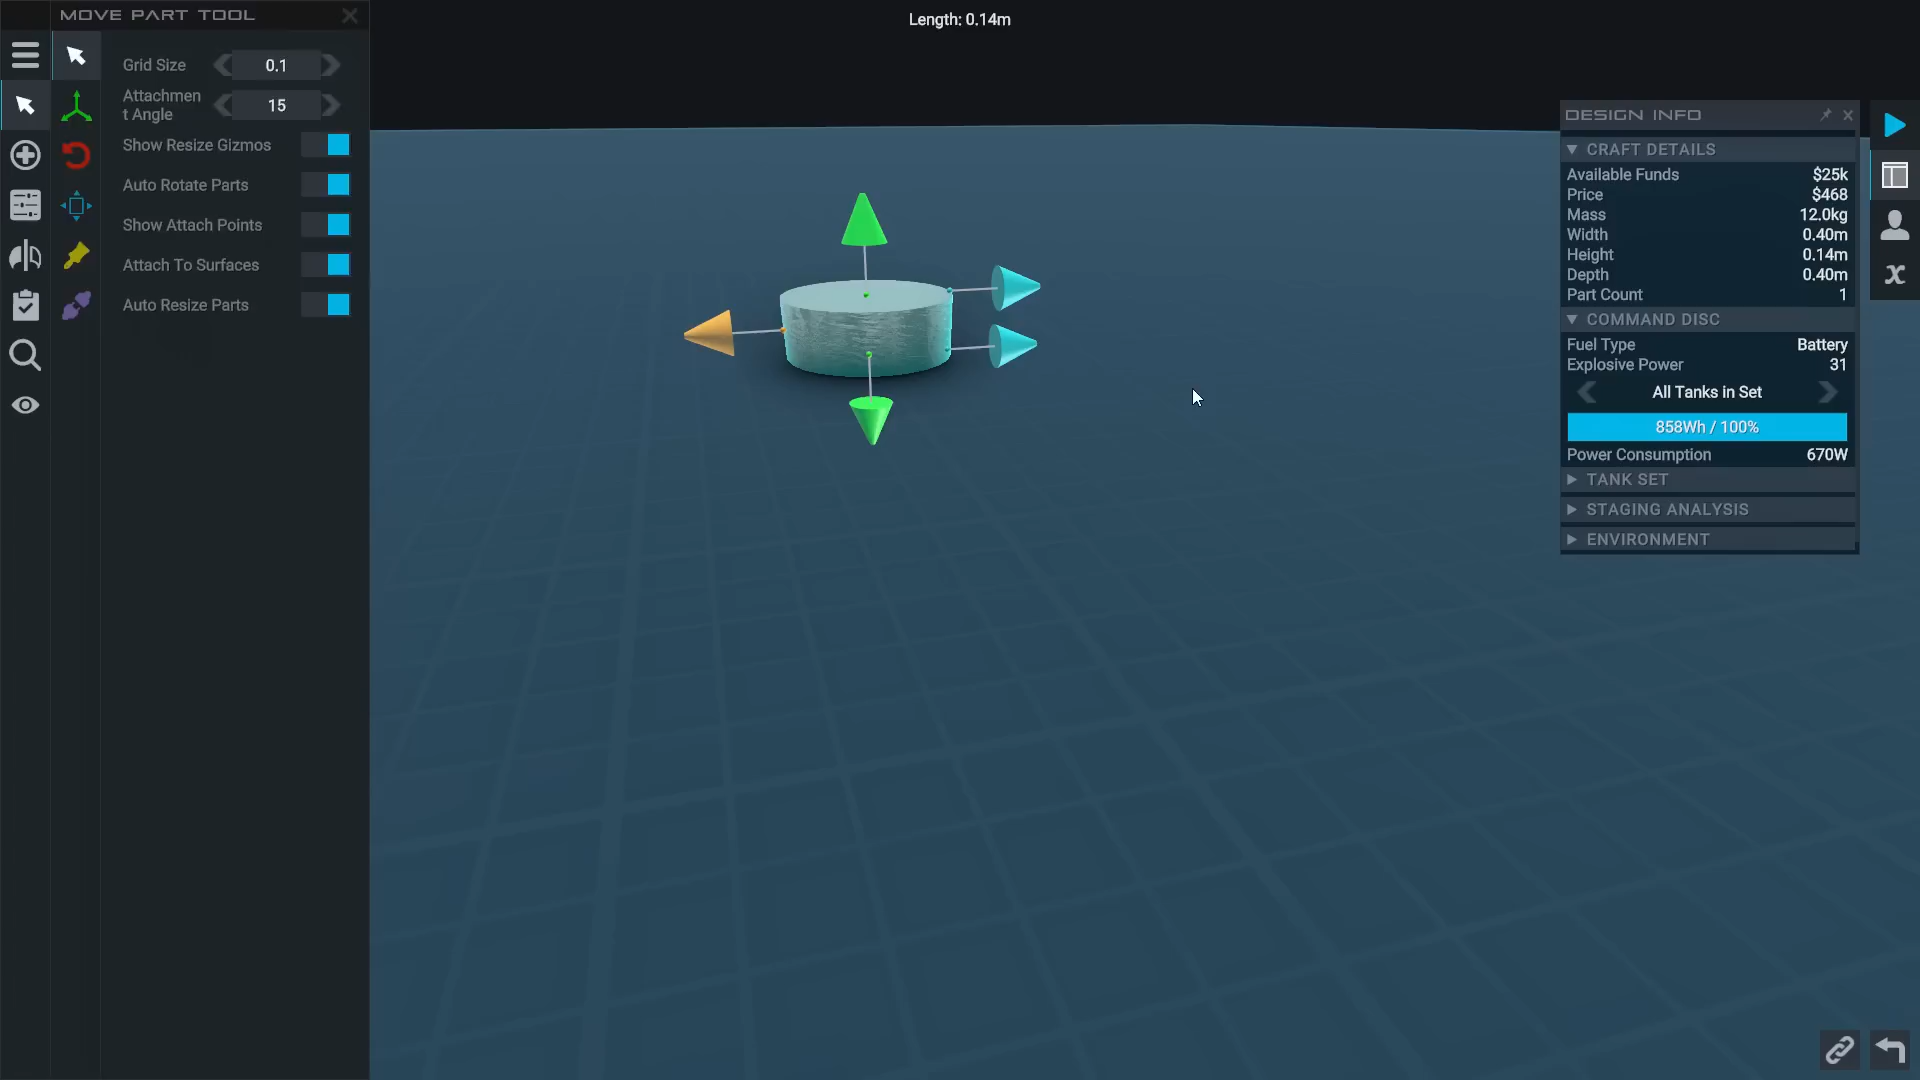 MOVE PART TOOL
Length: 0.14m
Grid Size 0.1
Attachmen
t Angle 15
Show Resize Gizmos
Auto Rotate Parts
Show Attach Points
Attach To Surfaces
Auto Resize Parts
DESIGN INFO
CRAFT DETAILS
Available Funds $25k
Price $468
Mass 12.0kg
Width 0.40m
Height 0.14m
Depth 0.40m
Part Count 1
COMMAND DISC
Fuel Type Battery
Explosive Power 31
All Tanks in Set
858Wh / 100%
Power Consumption 670W
TANK SET
STAGING ANALYSIS
ENVIRONMENT
x